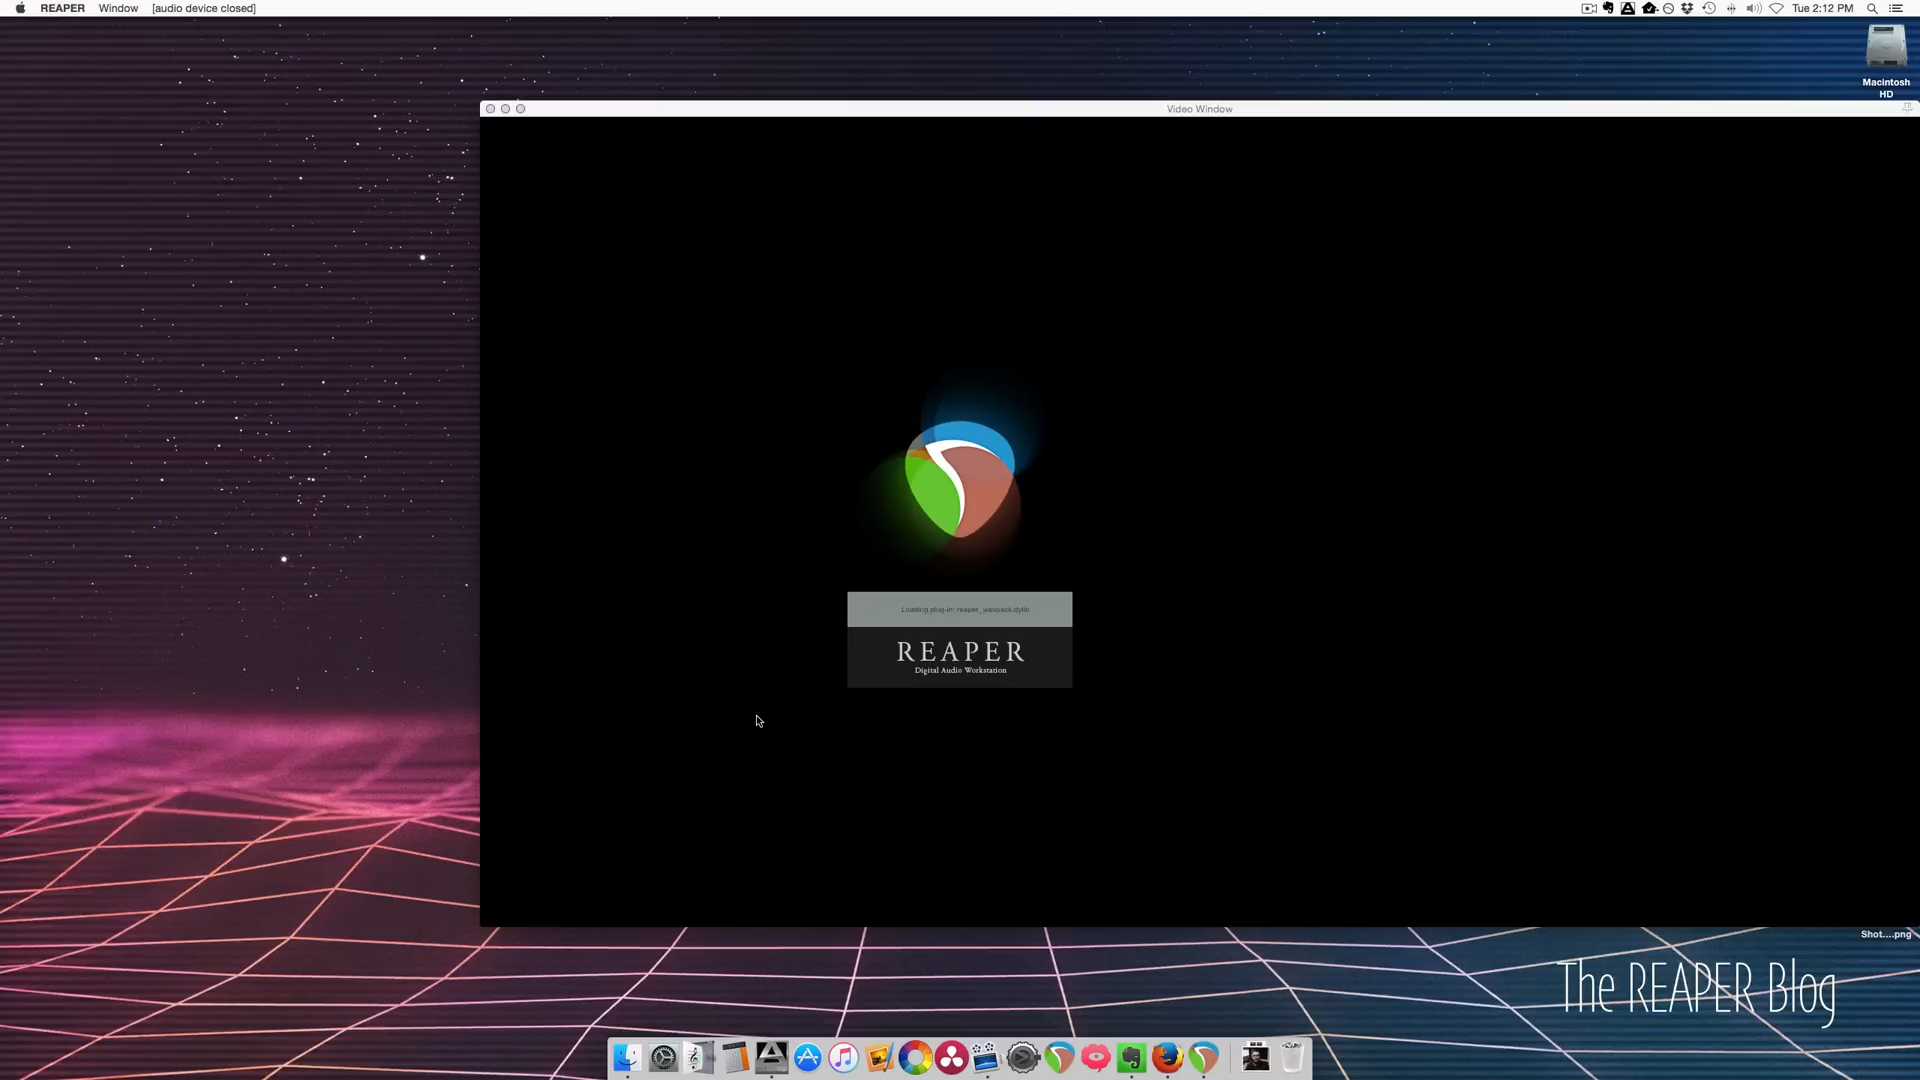 REAPER Window [audio device closed]
Tue 2:12 PM
Macintosh
HD
Video Window
Loading plug-in: reaper_wavpack.dylib
REAPER
Digital Audio Workstation
Shot....png
The REAPER Blog